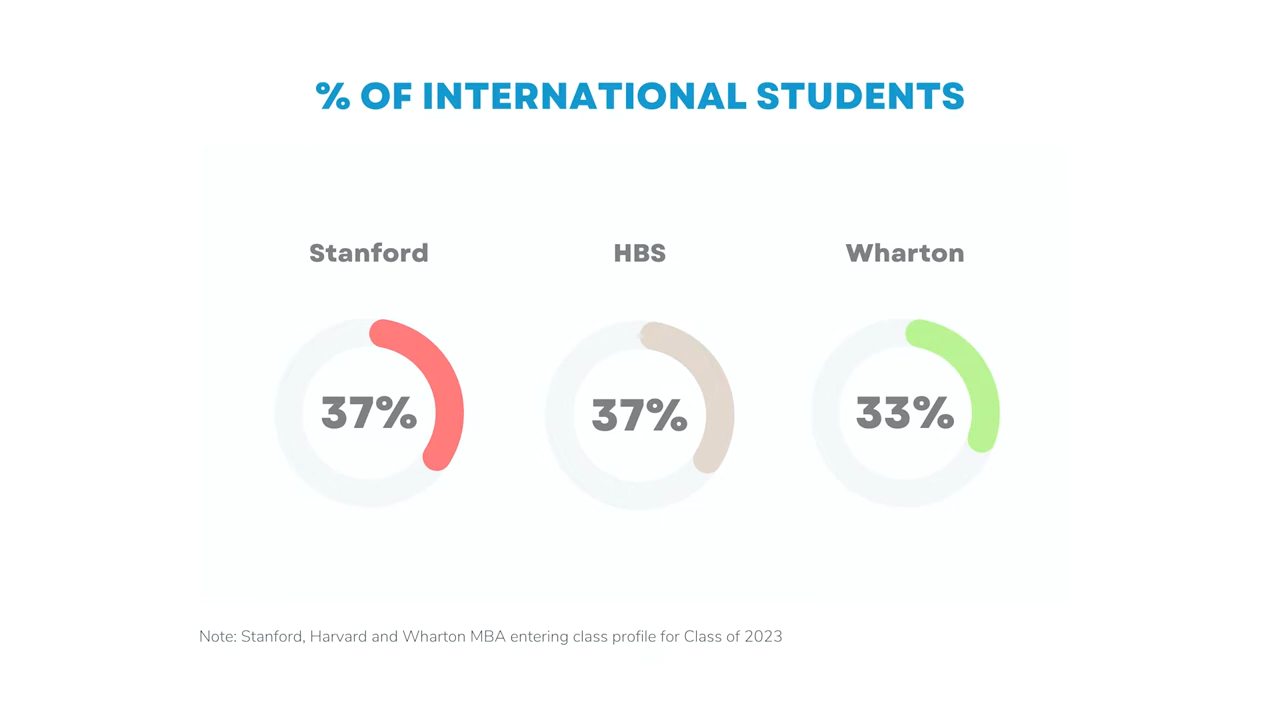 % OF INTERNATIONAL STUDENTS
Stanford
HBS
Wharton
37%
37%
33%
Note: Stanford, Harvard and Wharton MBA entering class profile for Class of 2023